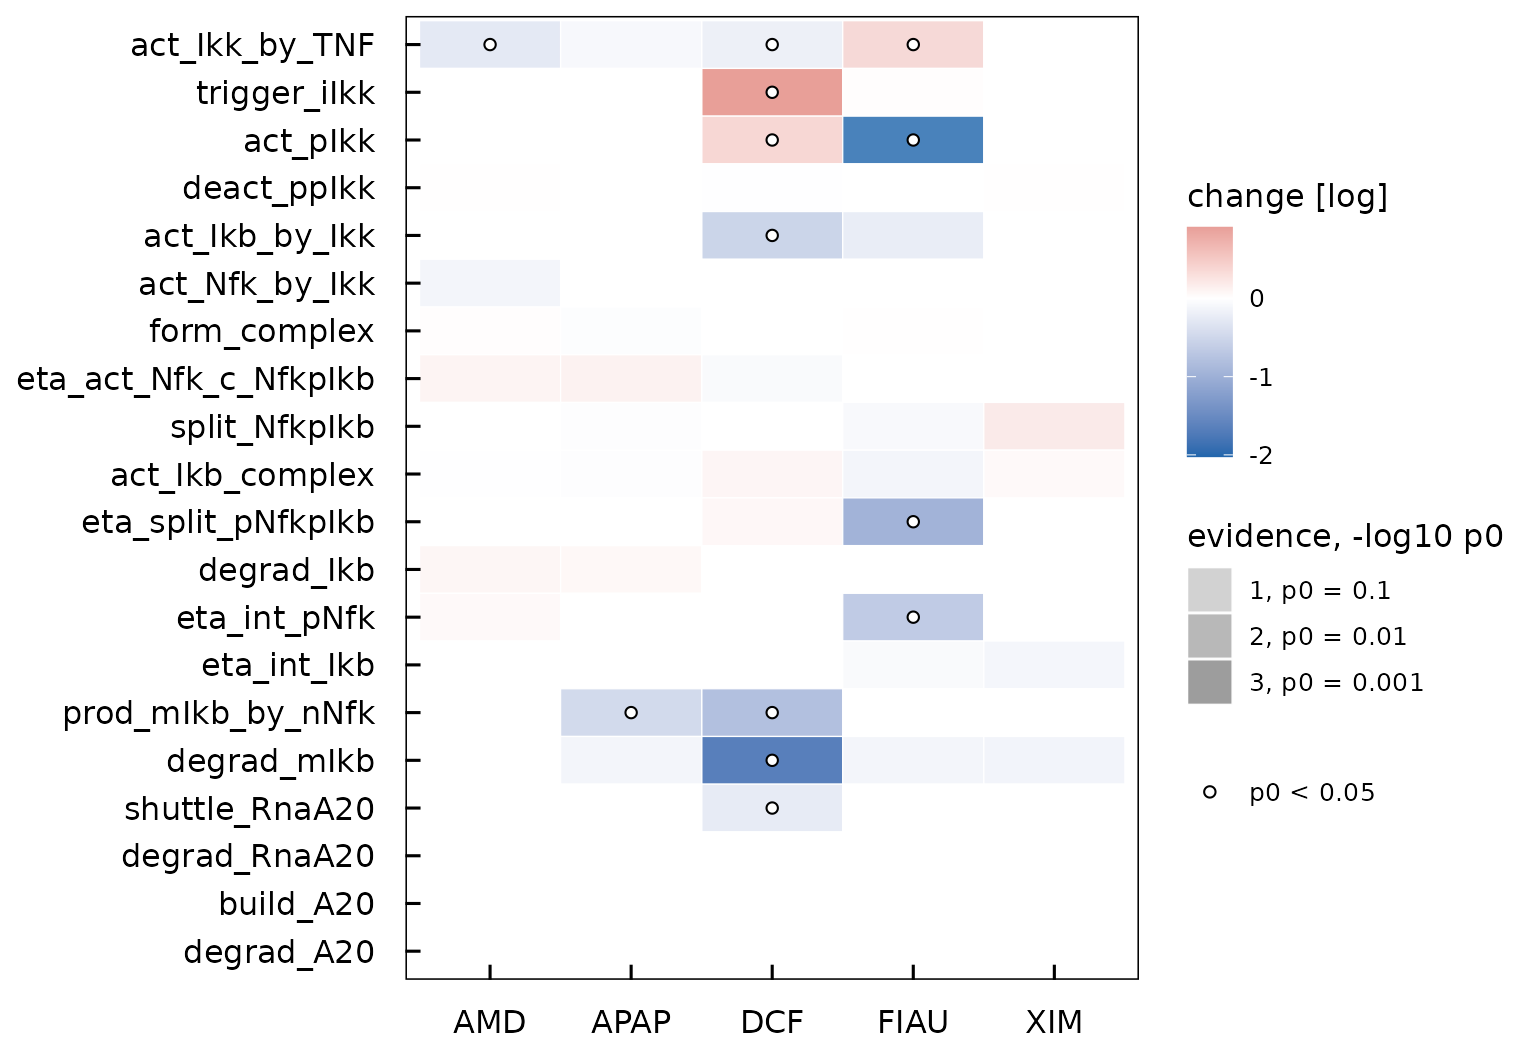 act_Ikk_by_TNF
trigger_iIkk
act_pIkk
deact_ppIkk
act_Ikb_by_Ikk
act_Nfk_by_Ikk
form_complex
eta_act_Nfk_c_NfkpIkb
split_NfkpIkb
act_Ikb_complex
eta_split_pNfkpIkb
degrad_Ikb
eta_int_pNfk
eta_int_Ikb
prod_mIkb_by_nNfk
degrad_mIkb
shuttle_RnaA20
degrad_RnaA20
build_A20
degrad_A20
AMD APAP DCF FIAU XIM
change [log]
0
-1
-2
evidence, -log10 p0
1, p0 = 0.1
2, p0 = 0.01
3, p0 = 0.001
p0 < 0.05